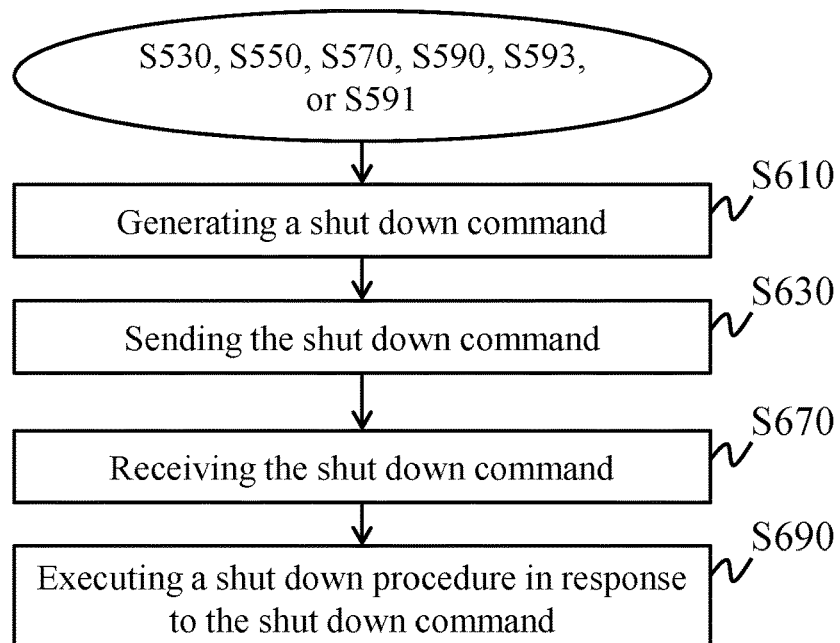 S530, S550, S570, S590, S593,
or S591
S610
Generating a shut down command
S630
Sending the shut down command
S670
Receiving the shut down command
S690
Executing a shut down procedure in response
to the shut down command